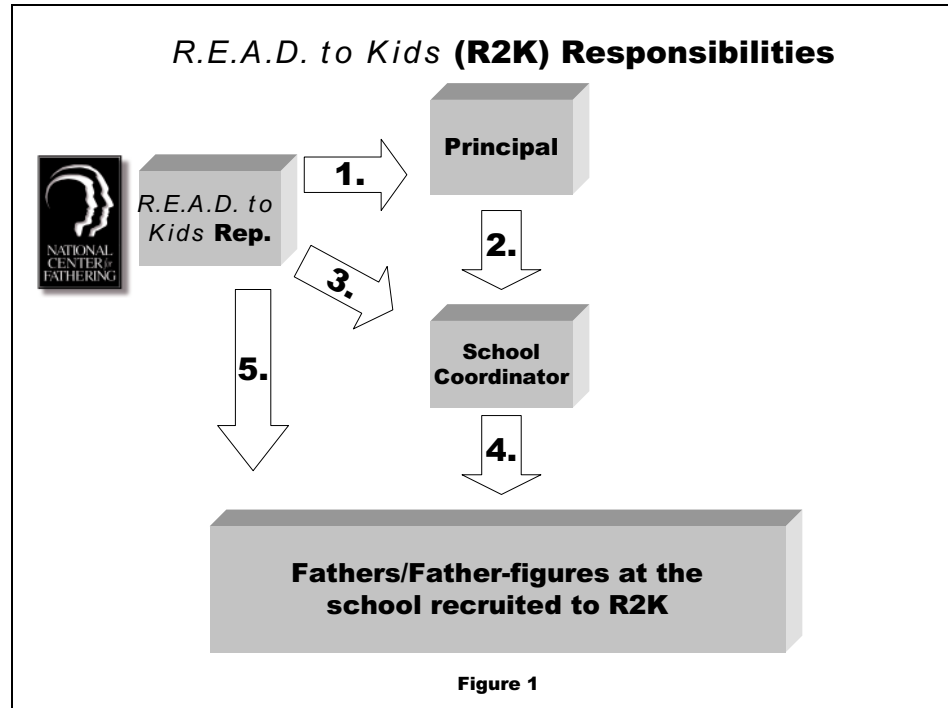 R.E.A.D. to Kids (R2K) Responsibilities
Principal
1.
R.E.A.D. to
Kids Rep.
NATIONAL
CENTER for
FATHERING
2.
3.
School
Coordinator
5.
4.
Fathers/Father-figures at the
school recruited to R2K
Figure 1